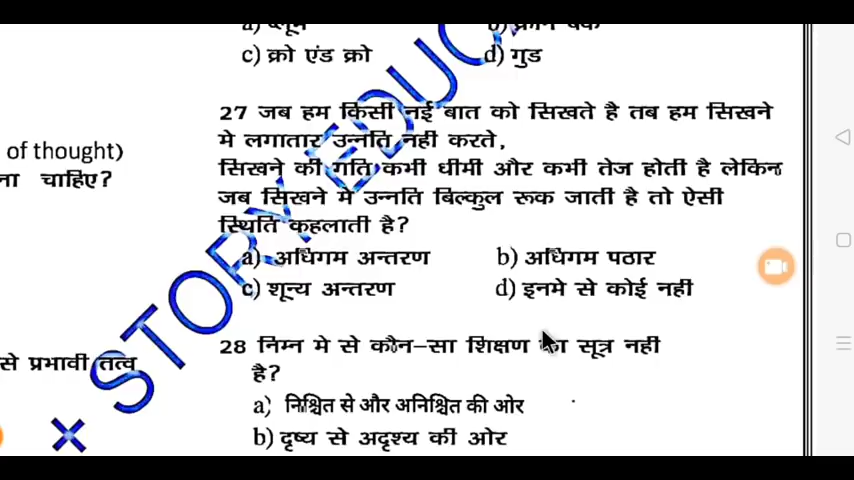 c) क्रो एंड क्रो
d) गुड
of thought)
ना चाहिए?
27 जब हम किसी नई बात को सिखते है तब हम सिखने
मे लगातार उन्नति नही करते,
सिखने की गति कभी धीमी और कभी तेज होती है लेकिन
जब सिखने मे उन्नति बिल्कुल रूक जाती है तो ऐसी
स्थिति कहलाती है?
a) अधिगम अन्तरण
b) अधिगम पठार
c) शून्य अन्तरण
d) इनमे से कोई नही
28 निम्न मे से कौन–सा शिक्षण का सूत्र नही
है?
a) निश्चित से और अनिश्चित की ओर
b) दृष्य से अदृश्य की ओर
से प्रभावी तत्व
STORY EDUC